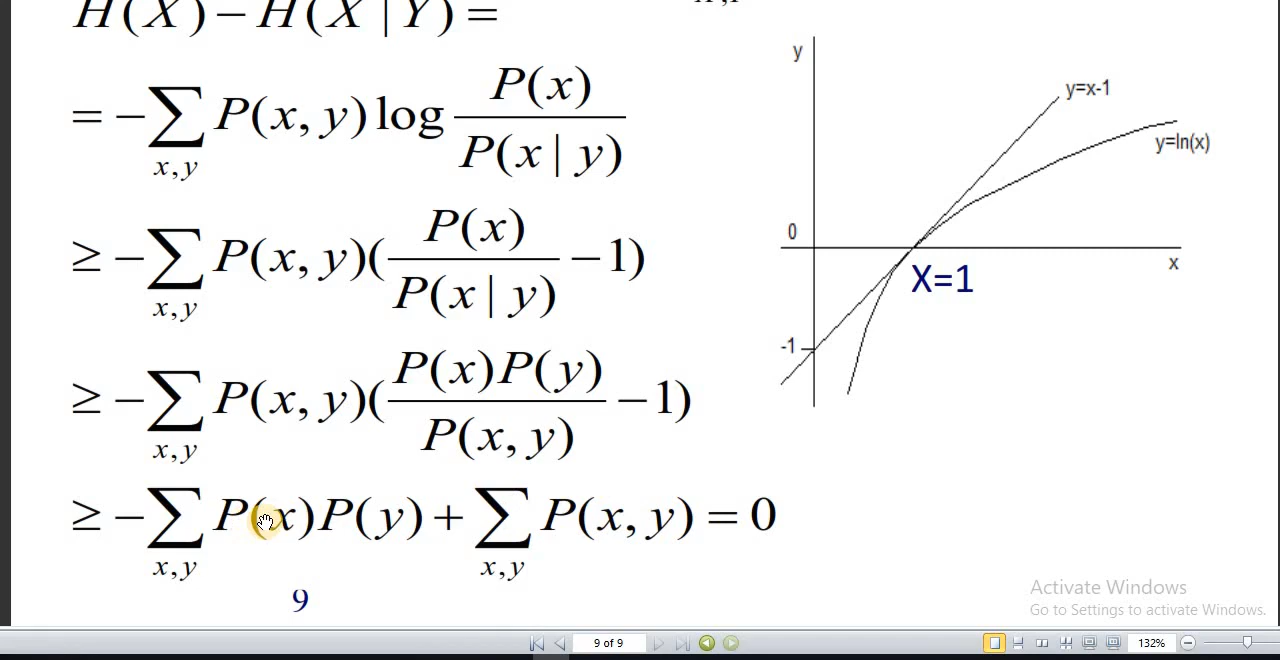 H(X) − H(X | Y) =
= −∑ P(x, y) log P(x) / P(x | y)
x,y
≥ −∑ P(x, y)( P(x) / P(x | y) − 1)
x,y
≥ −∑ P(x, y)( P(x)P(y) / P(x, y) − 1)
x,y
≥ −∑ P(x)P(y) + ∑ P(x, y) = 0
x,y x,y
9
y
y=x-1
y=ln(x)
0
x
X=1
-1
Activate Windows
Go to Settings to activate Windows.
9 of 9
132%